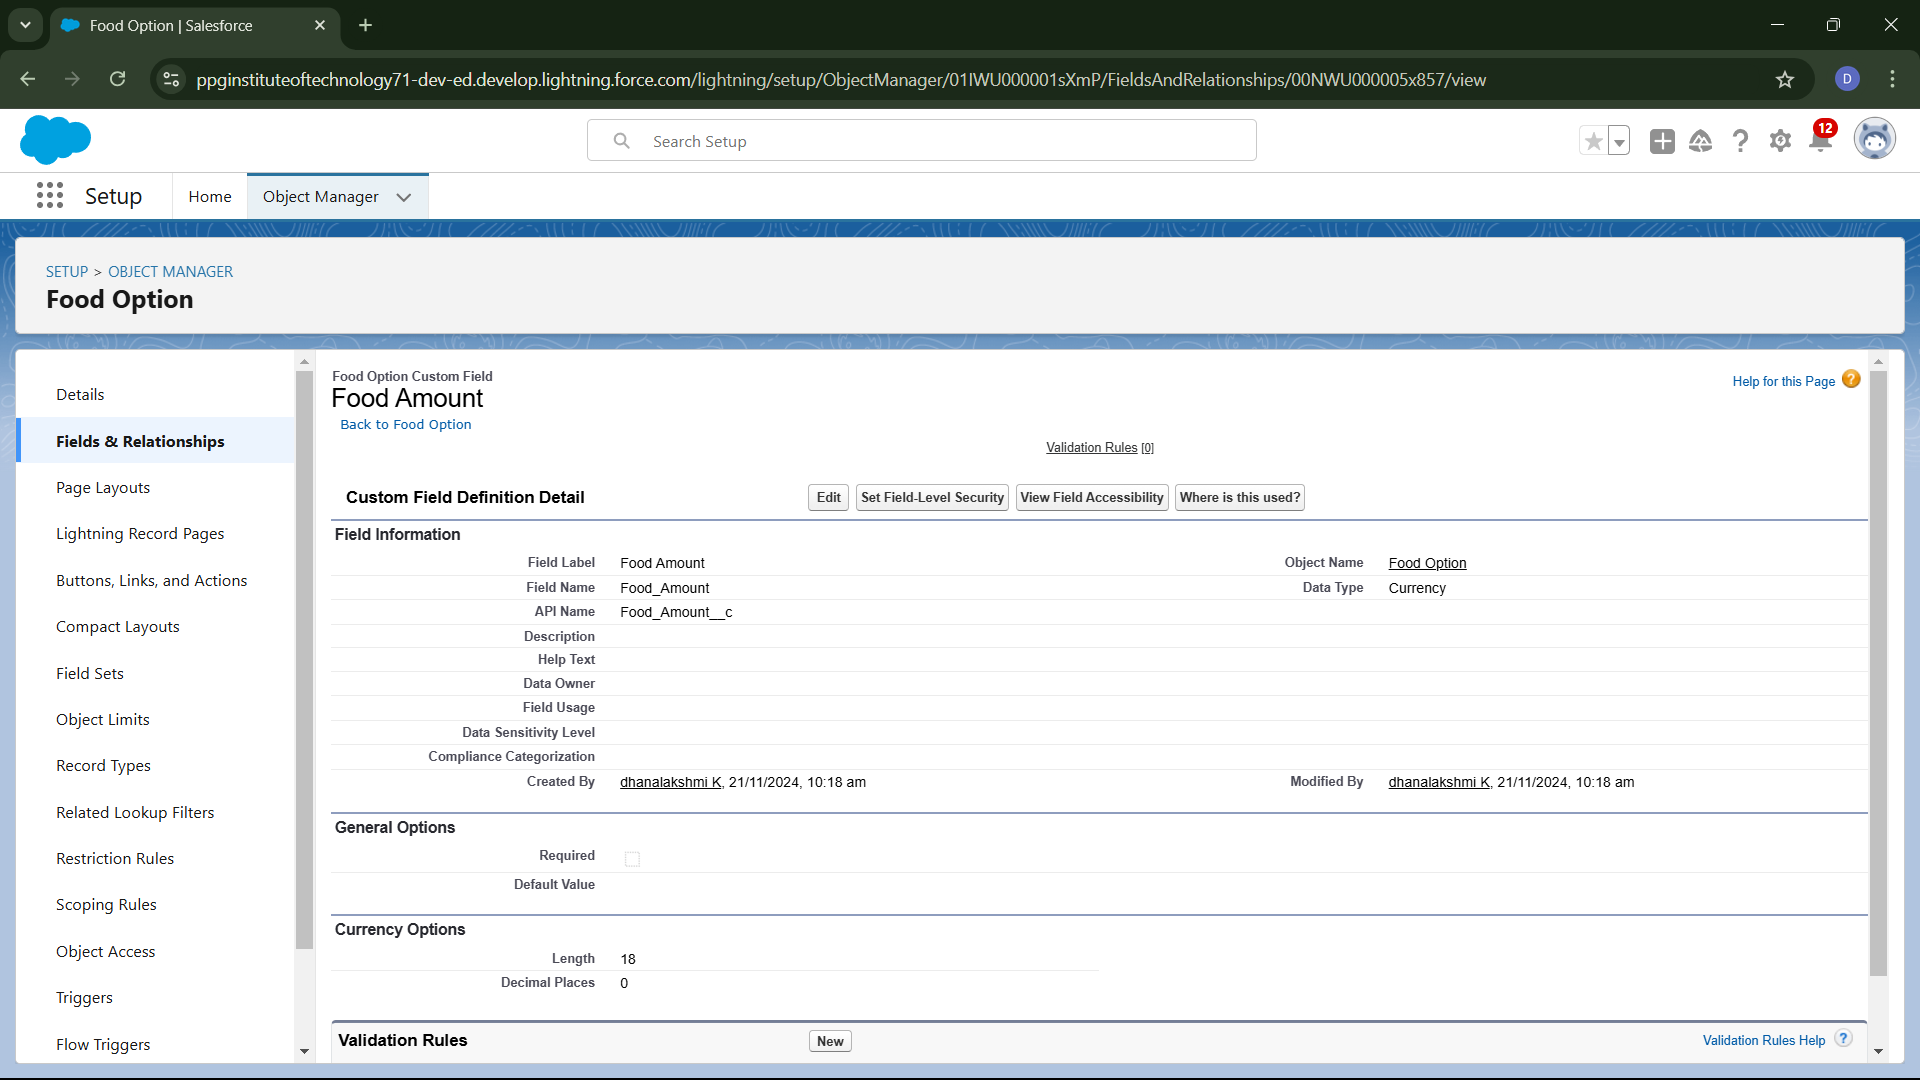 Food Option | Salesforce
ppginstituteoftechnology71-dev-ed.develop.lightning.force.com/lightning/setup/ObjectManager/01IWU000001sXmP/FieldsAndRelationships/00NWU000005x857/view
D
Search Setup
12
Setup
Home
Object Manager
SETUP > OBJECT MANAGER
Food Option
Details
Fields & Relationships
Page Layouts
Lightning Record Pages
Buttons, Links, and Actions
Compact Layouts
Field Sets
Object Limits
Record Types
Related Lookup Filters
Restriction Rules
Scoping Rules
Object Access
Triggers
Flow Triggers
Food Option Custom Field
Food Amount
Back to Food Option
Help for this Page ?
Validation Rules [0]
Custom Field Definition Detail
Edit
Set Field-Level Security
View Field Accessibility
Where is this used?
Field Information
Field Label Food Amount
Object Name Food Option
Field Name Food_Amount
Data Type Currency
API Name Food_Amount__c
Description
Help Text
Data Owner
Field Usage
Data Sensitivity Level
Compliance Categorization
Created By dhanalakshmi K, 21/11/2024, 10:18 am
Modified By dhanalakshmi K, 21/11/2024, 10:18 am
General Options
Required
Default Value
Currency Options
Length 18
Decimal Places 0
Validation Rules
New
Validation Rules Help ?